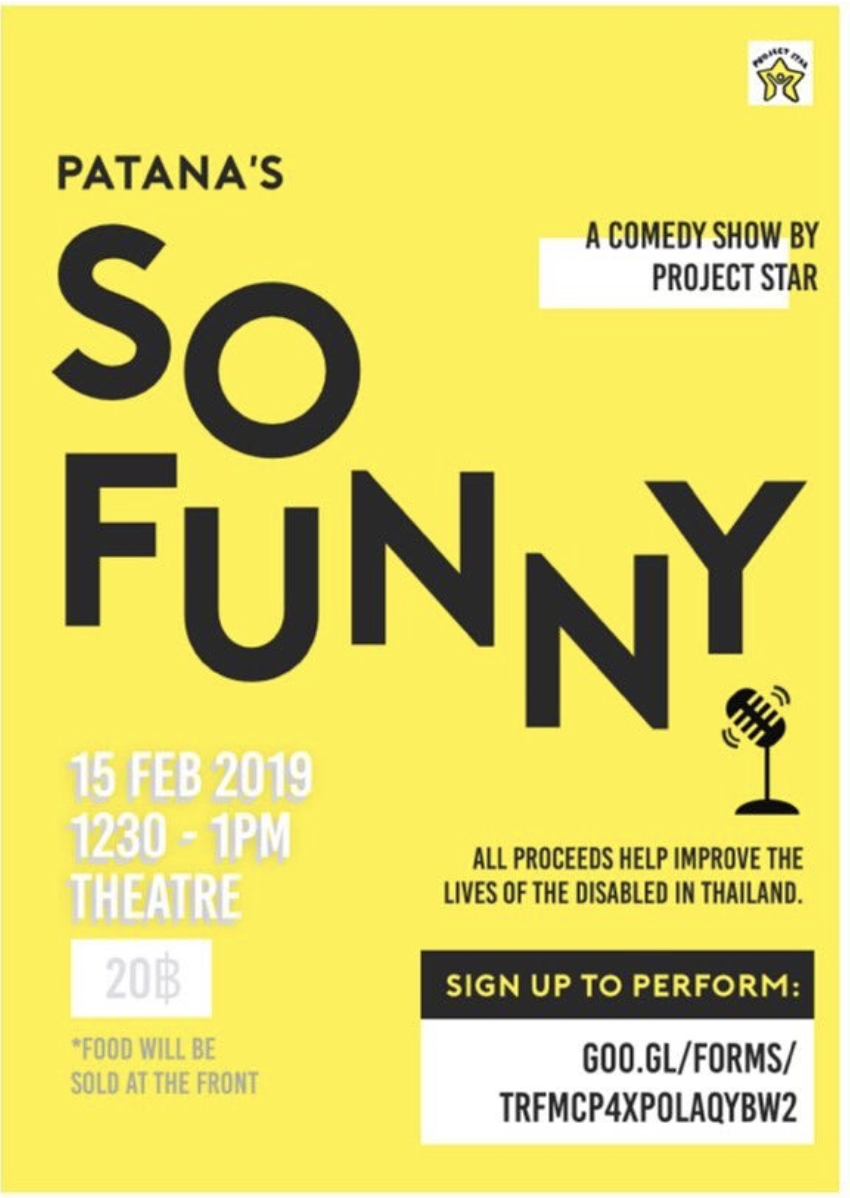 PROJECT STAR
PATANA'S
A COMEDY SHOW BY
PROJECT STAR
SO
FUNNY
15 FEB 2019
1230 - 1PM
THEATRE
20฿
*FOOD WILL BE
SOLD AT THE FRONT
ALL PROCEEDS HELP IMPROVE THE
LIVES OF THE DISABLED IN THAILAND.
SIGN UP TO PERFORM:
GOO.GL/FORMS/
TRFMCP4XPOLAQYBW2